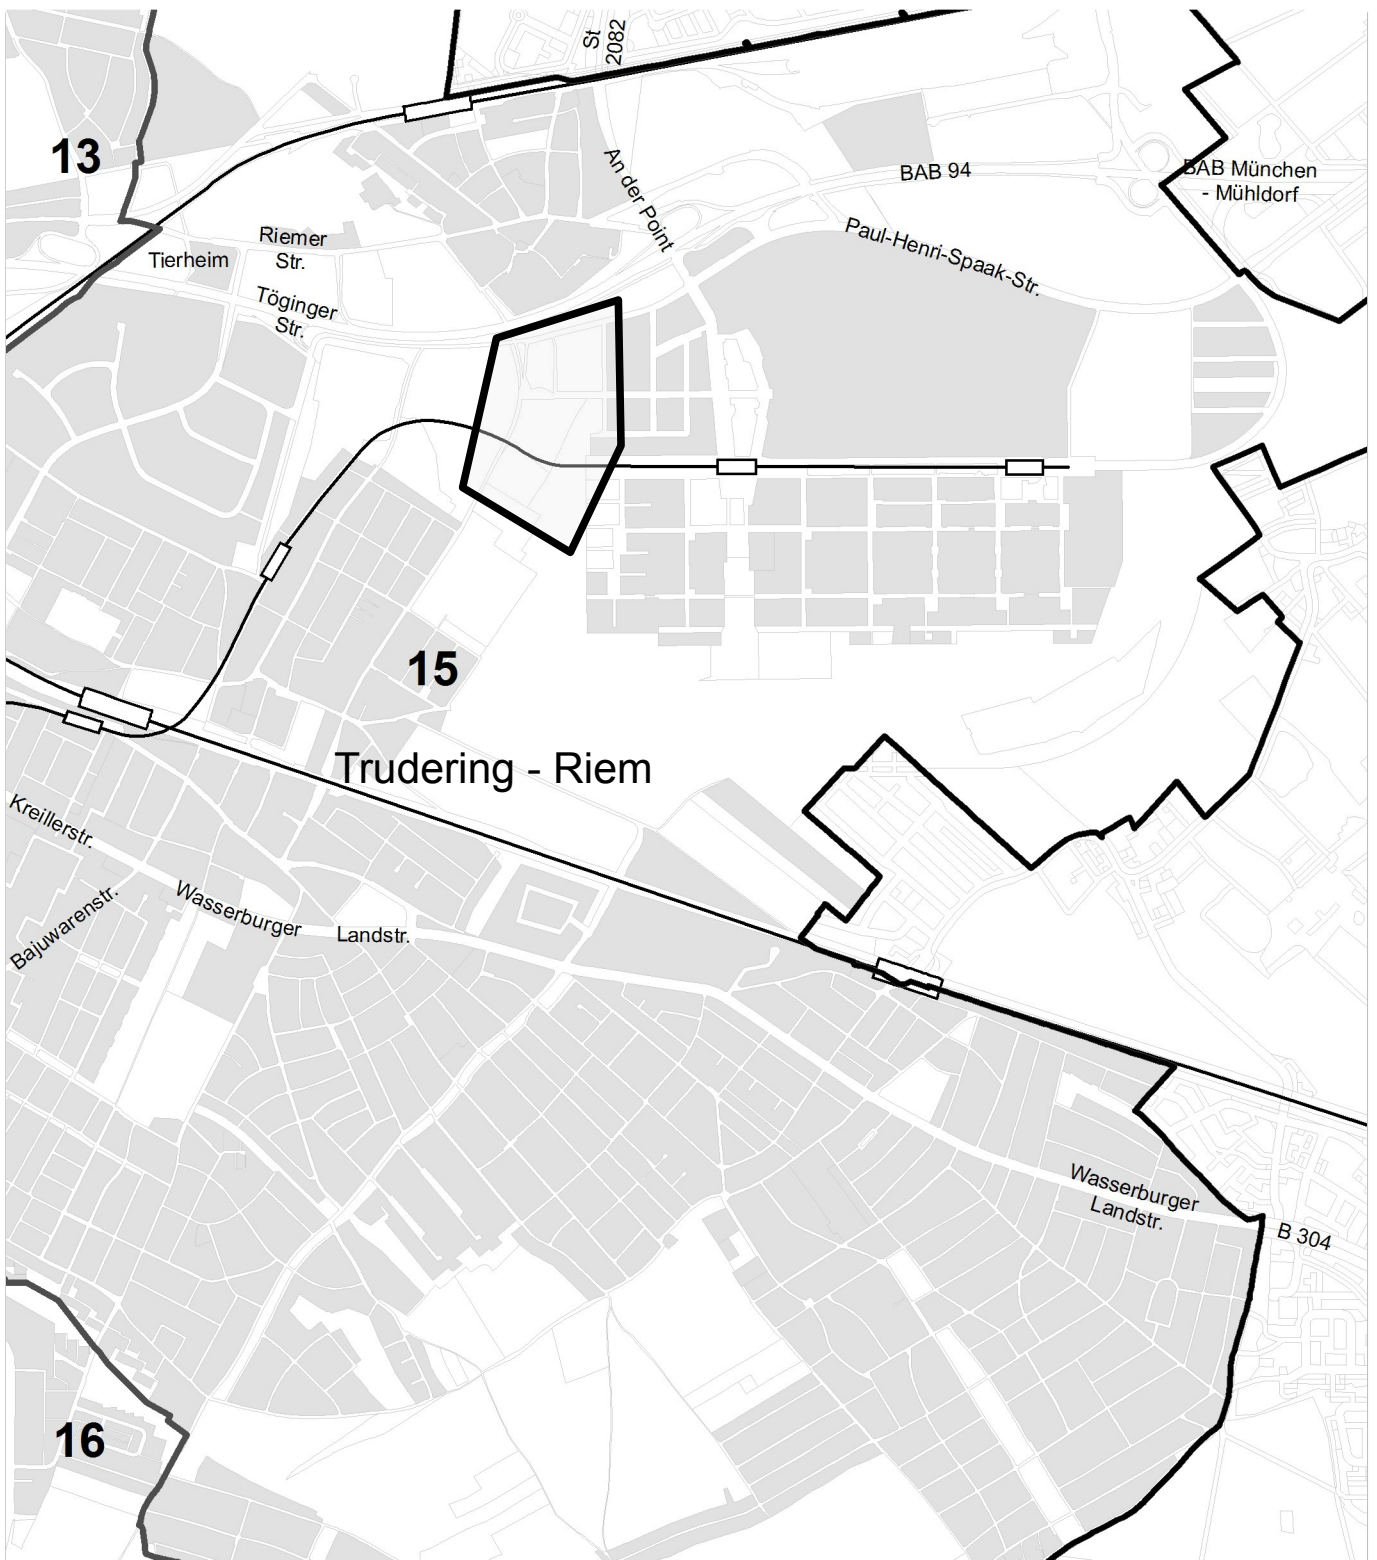 St
2082
13
An der Point
BAB 94
BAB München
- Mühldorf
Riemer
Str.
Tierheim
Paul-Henri-Spaak-Str.
Töginger
Str.
15
Trudering - Riem
Kreillerstr.
Bajuwarenstr.
Wasserburger
Landstr.
Wasserburger
Landstr.
B 304
16